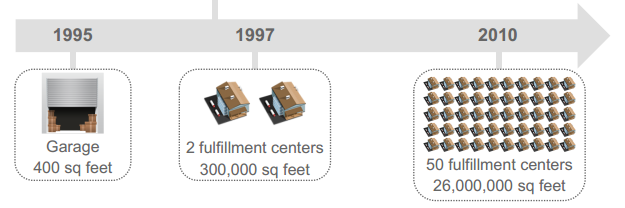 1995
1997
2010
Garage
400 sq feet
2 fulfillment centers
300,000 sq feet
50 fulfillment centers
26,000,000 sq feet